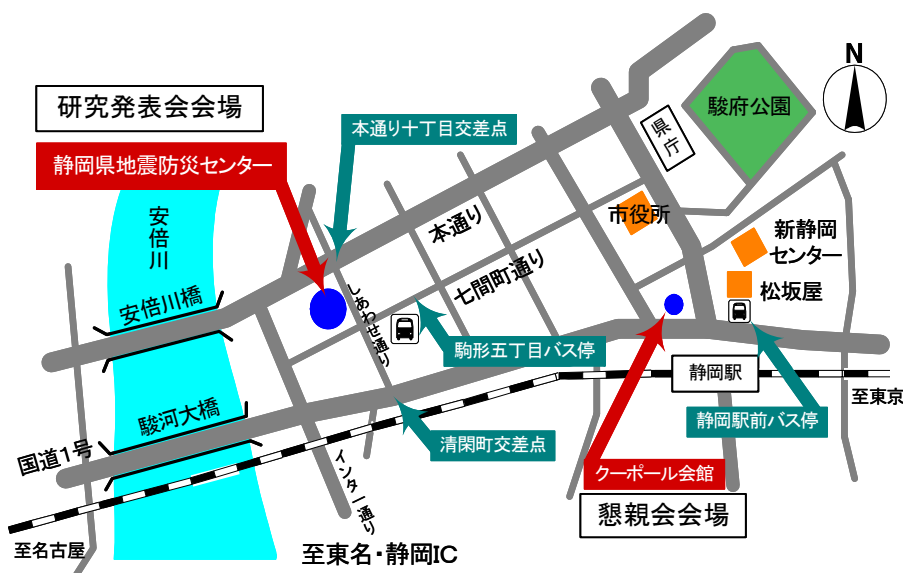 N
研究発表会会場
本通り十丁目交差点
静岡県地震防災センター
駿府公園
県庁
安倍川
本通り
市役所
新静岡
センター
七間町通り
松坂屋
安倍川橋
しあわせ通り
駒形五丁目バス停
静岡駅
至東京
駿河大橋
静岡駅前バス停
清閑町交差点
国道1号
クーポール会館
インター通り
懇親会会場
至名古屋
至東名・静岡IC